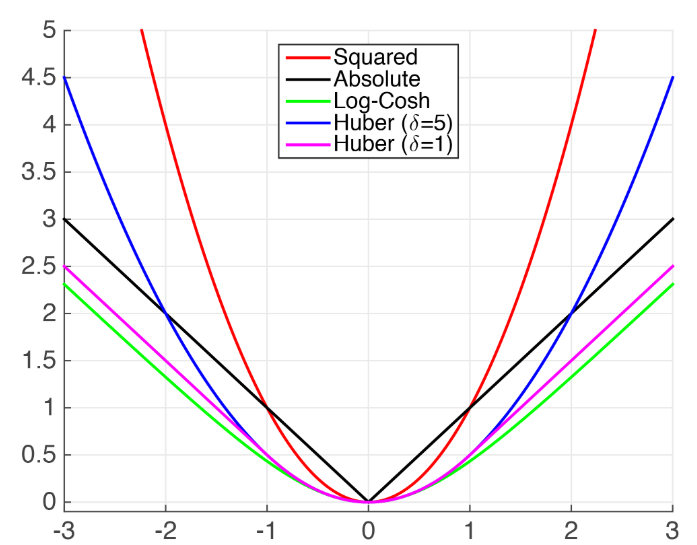 5
4.5
4
3.5
3
2.5
2
1.5
1
0.5
0
Squared
Absolute
Log-Cosh
Huber (δ=5)
Huber (δ=1)
-3 -2 -1 0 1 2 3